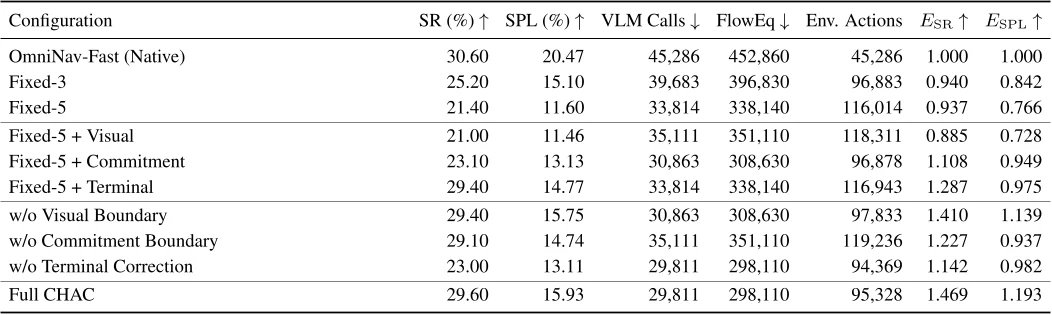 Configuration SR (%) ↑ SPL (%) ↑ VLM Calls ↓ FlowEq ↓ Env. Actions E_SR ↑ E_SPL ↑
OmniNav-Fast (Native) 30.60 20.47 45,286 452,860 45,286 1.000 1.000
Fixed-3 25.20 15.10 39,683 396,830 96,883 0.940 0.842
Fixed-5 21.40 11.60 33,814 338,140 116,014 0.937 0.766
Fixed-5 + Visual 21.00 11.46 35,111 351,110 118,311 0.885 0.728
Fixed-5 + Commitment 23.10 13.13 30,863 308,630 96,878 1.108 0.949
Fixed-5 + Terminal 29.40 14.77 33,814 338,140 116,943 1.287 0.975
w/o Visual Boundary 29.40 15.75 30,863 308,630 97,833 1.410 1.139
w/o Commitment Boundary 29.10 14.74 35,111 351,110 119,236 1.227 0.937
w/o Terminal Correction 23.00 13.11 29,811 298,110 94,369 1.142 0.982
Full CHAC 29.60 15.93 29,811 298,110 95,328 1.469 1.193